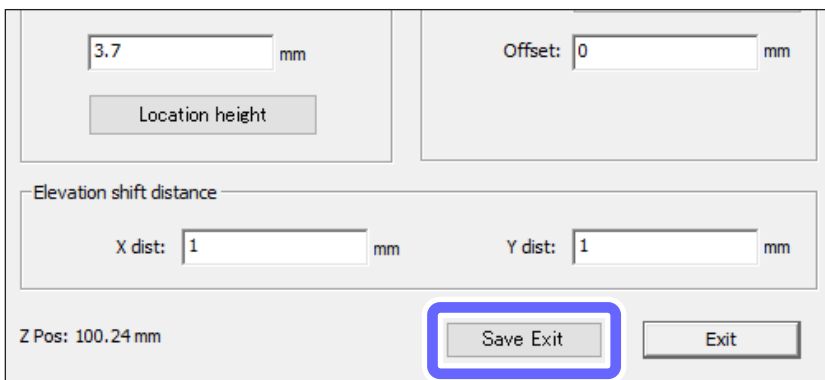 3.7 mm Offset: 0 mm
Location height
Elevation shift distance
X dist: 1 mm Y dist: 1 mm
Z Pos: 100.24 mm Save Exit Exit